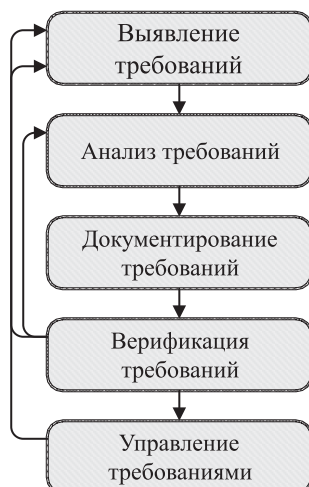 Выявление
требований
Анализ требований
Документирование
требований
Верификация
требований
Управление
требованиями